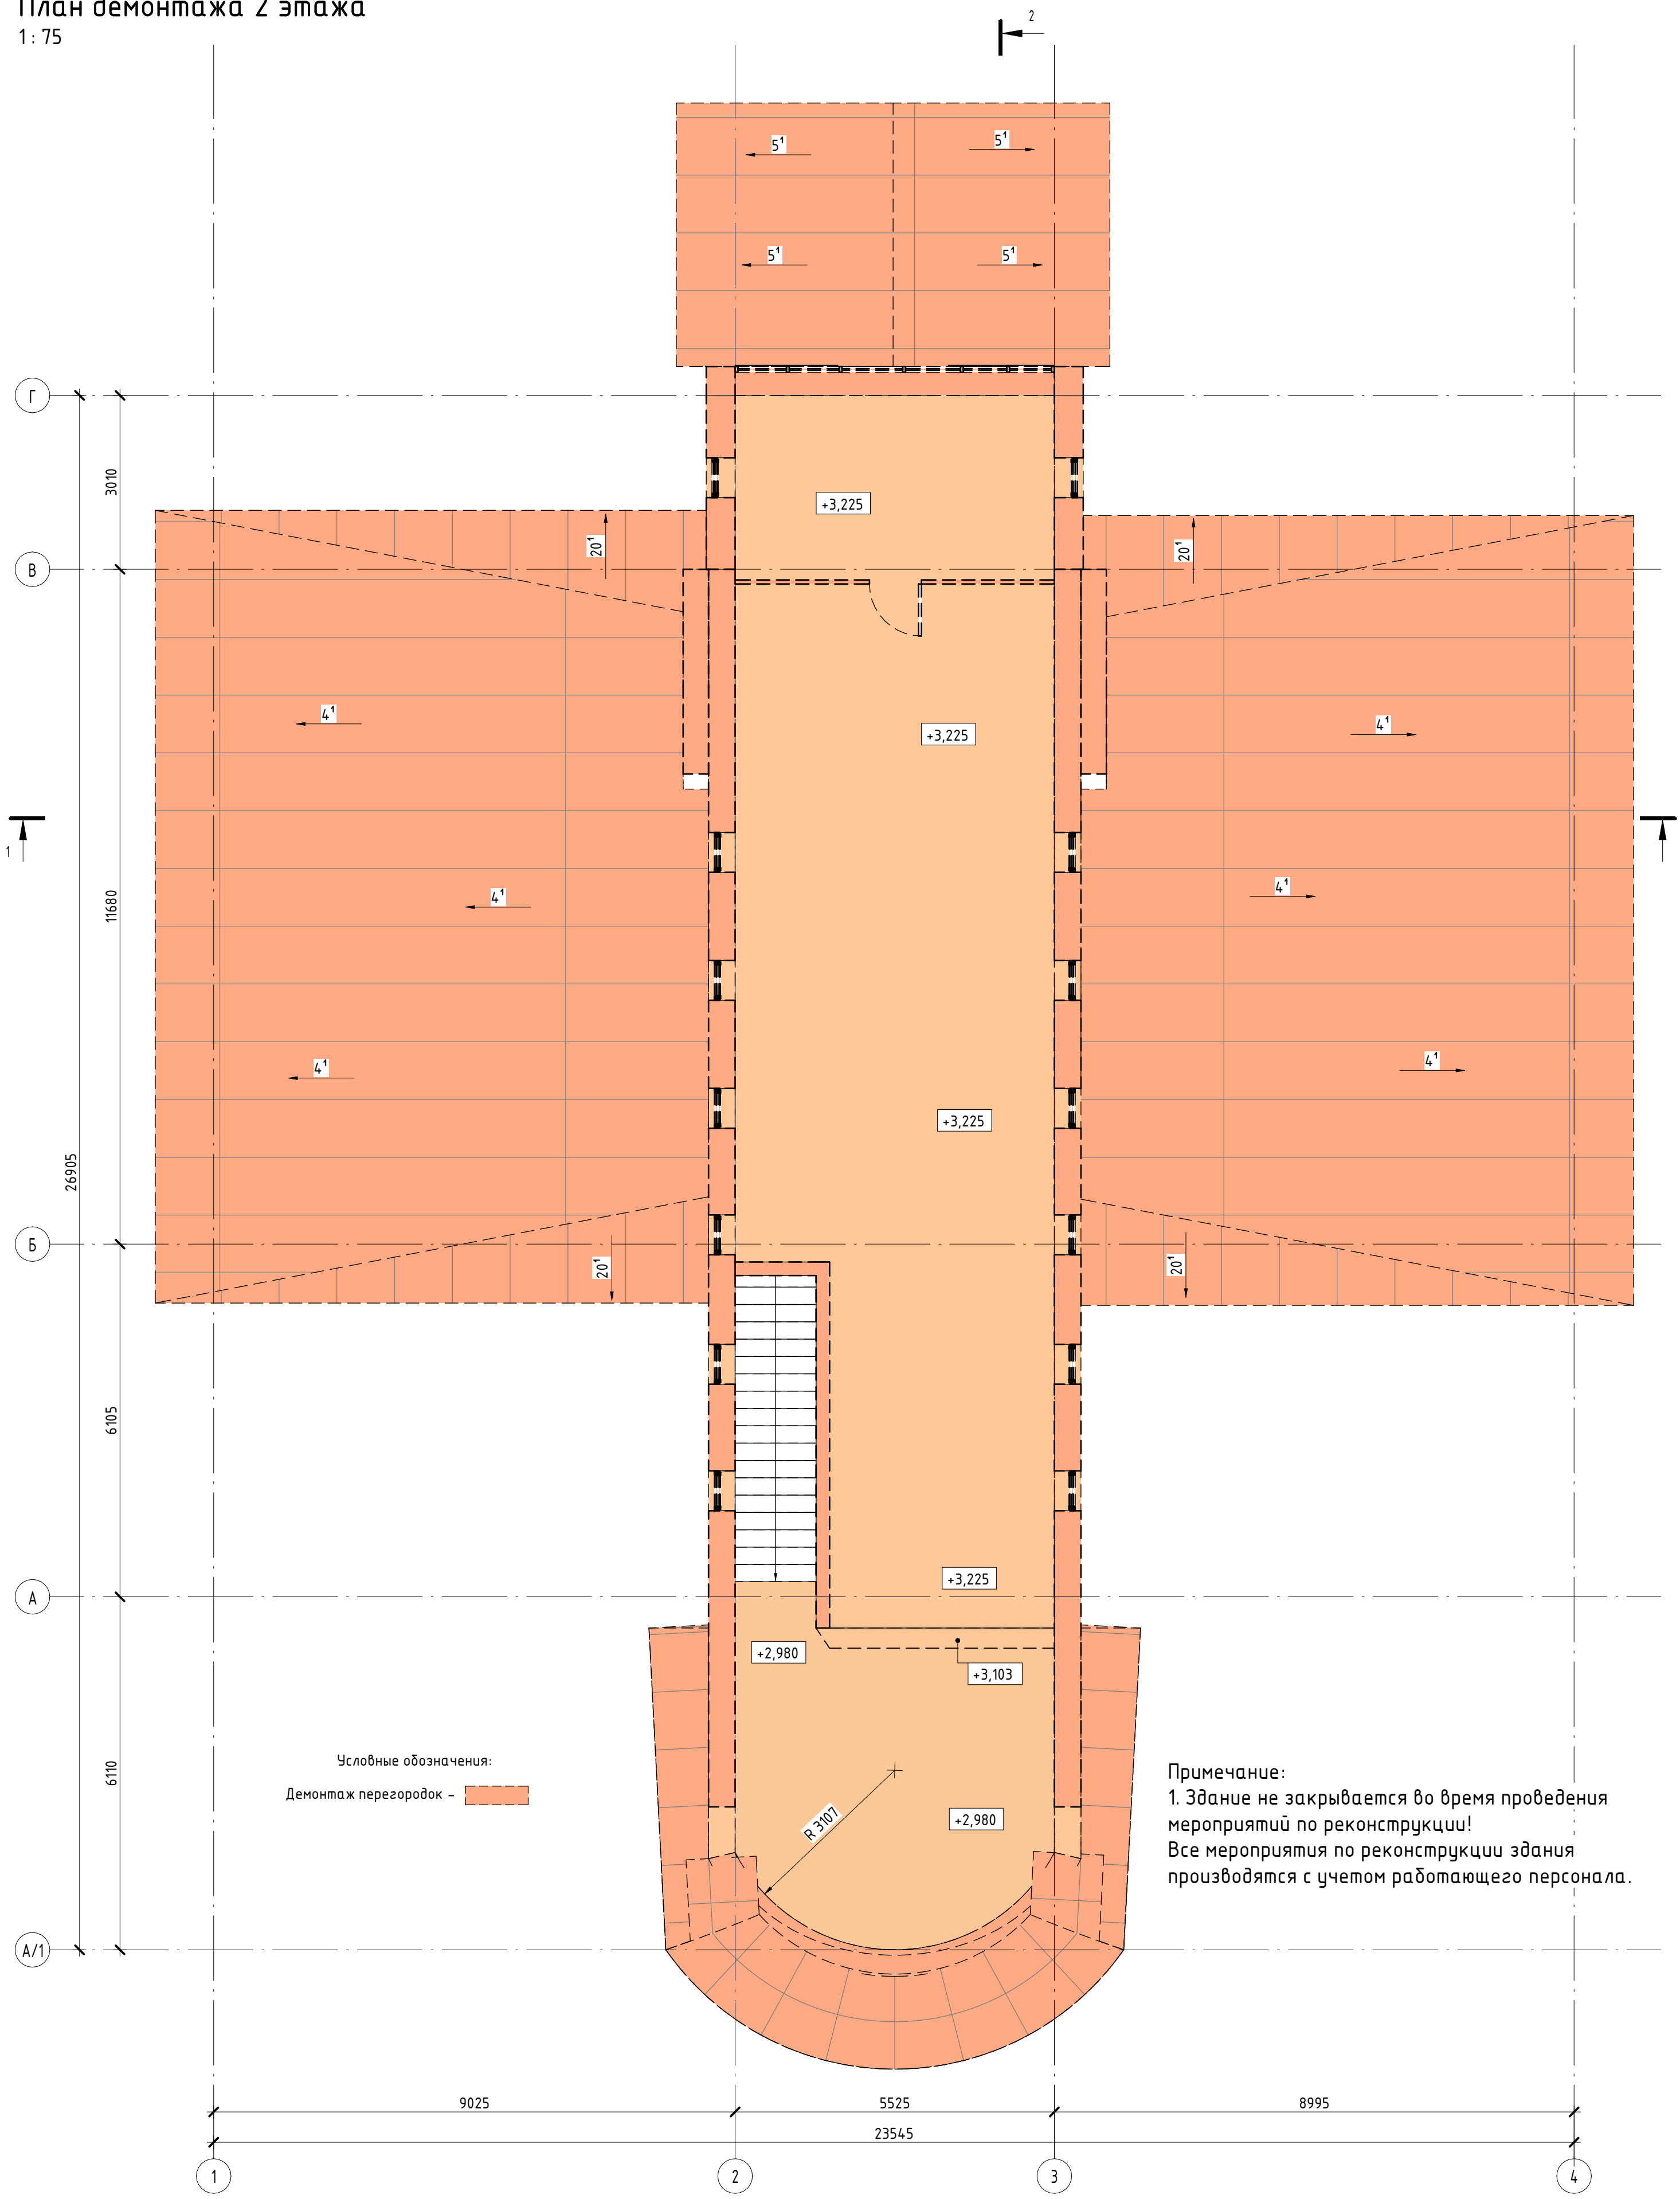 План демонтажа 2 этажа
1 : 75
2
5¹
5¹
5¹
5¹
Г
3010
+3,225
20¹
20¹
В
+3,225
4¹
4¹
1
4¹
4¹
11680
4¹
4¹
+3,225
26905
Б
20¹
20¹
6105
+3,225
А
+2,980
+3,103
6110
Условные обозначения:
Демонтаж перегородок –
R 3107
+2,980
Примечание:
1. Здание не закрывается во время проведения
мероприятий по реконструкции!
Все мероприятия по реконструкции здания
производятся с учетом работающего персонала.
А/1
9025
5525
8995
23545
1
2
3
4